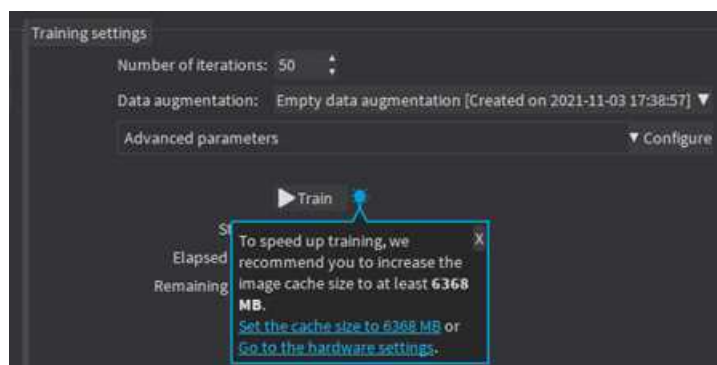 Training settings
Number of iterations: 50
Data augmentation: Empty data augmentation [Created on 2021-11-03 17:38:57]
Advanced parameters Configure
Train
To speed up training, we X
recommend you to increase the
image cache size to at least 6368
MB.
Set the cache size to 6368 MB or
Go to the hardware settings.
Elapsed
Remaining